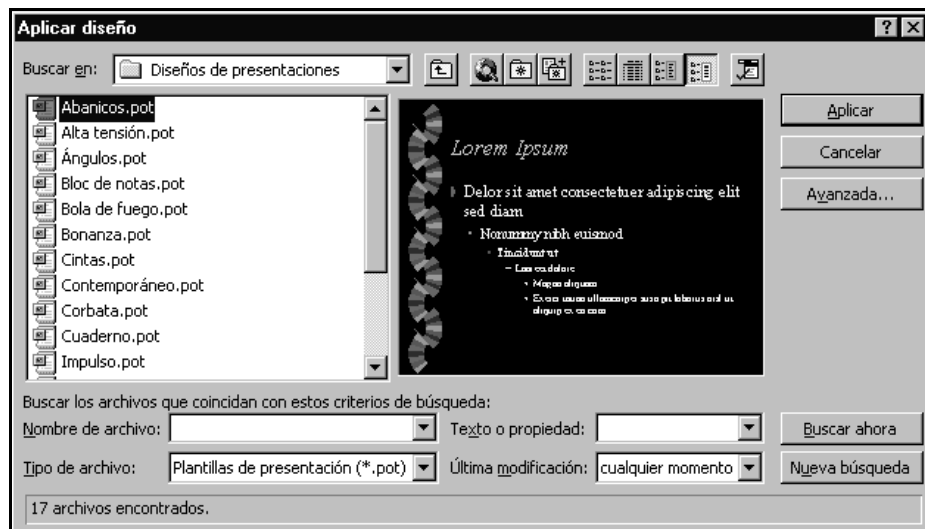 Aplicar diseño
Buscar en: Diseños de presentaciones
Abanicos.pot
Alta tensión.pot
Ángulos.pot
Bloc de notas.pot
Bola de fuego.pot
Bonanza.pot
Cintas.pot
Contemporáneo.pot
Corbata.pot
Cuaderno.pot
Impulso.pot
Lorem Ipsum
Delor sit amet consectetuer adipiscing elit
sed diam
Nonummy nibh euismod
Tincidunt ut
Aplicar
Cancelar
Avanzada...
Buscar los archivos que coincidan con estos criterios de búsqueda:
Nombre de archivo:
Texto o propiedad:
Buscar ahora
Tipo de archivo: Plantillas de presentación (*.pot)
Última modificación: cualquier momento
Nueva búsqueda
17 archivos encontrados.